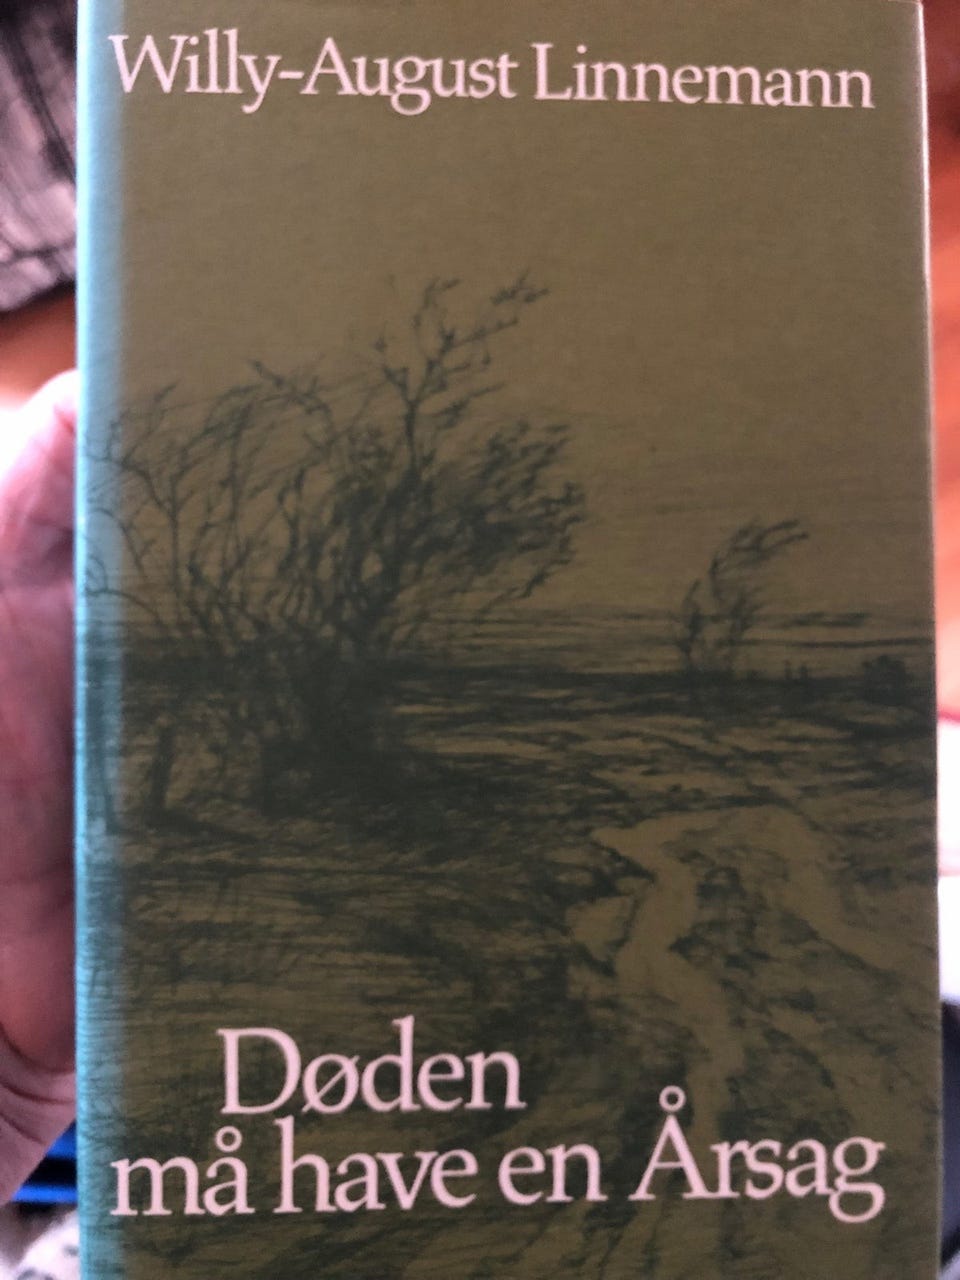 Willy-August Linnemann
Døden
må have en Årsag